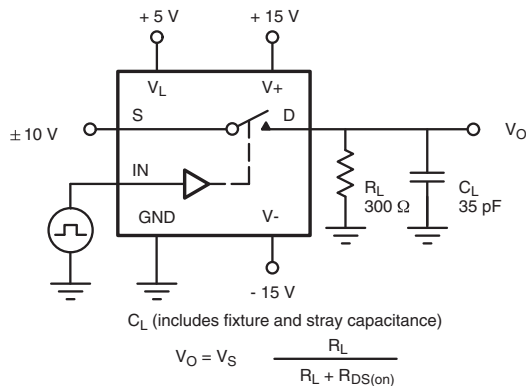 + 5 V
+ 15 V
V_L
V+
S
D
± 10 V
V_O
IN
R_L
300 Ω
C_L
35 pF
GND
V-
- 15 V
C_L (includes fixture and stray capacitance)
V_O = V_S R_L
R_L + R_DS(on)